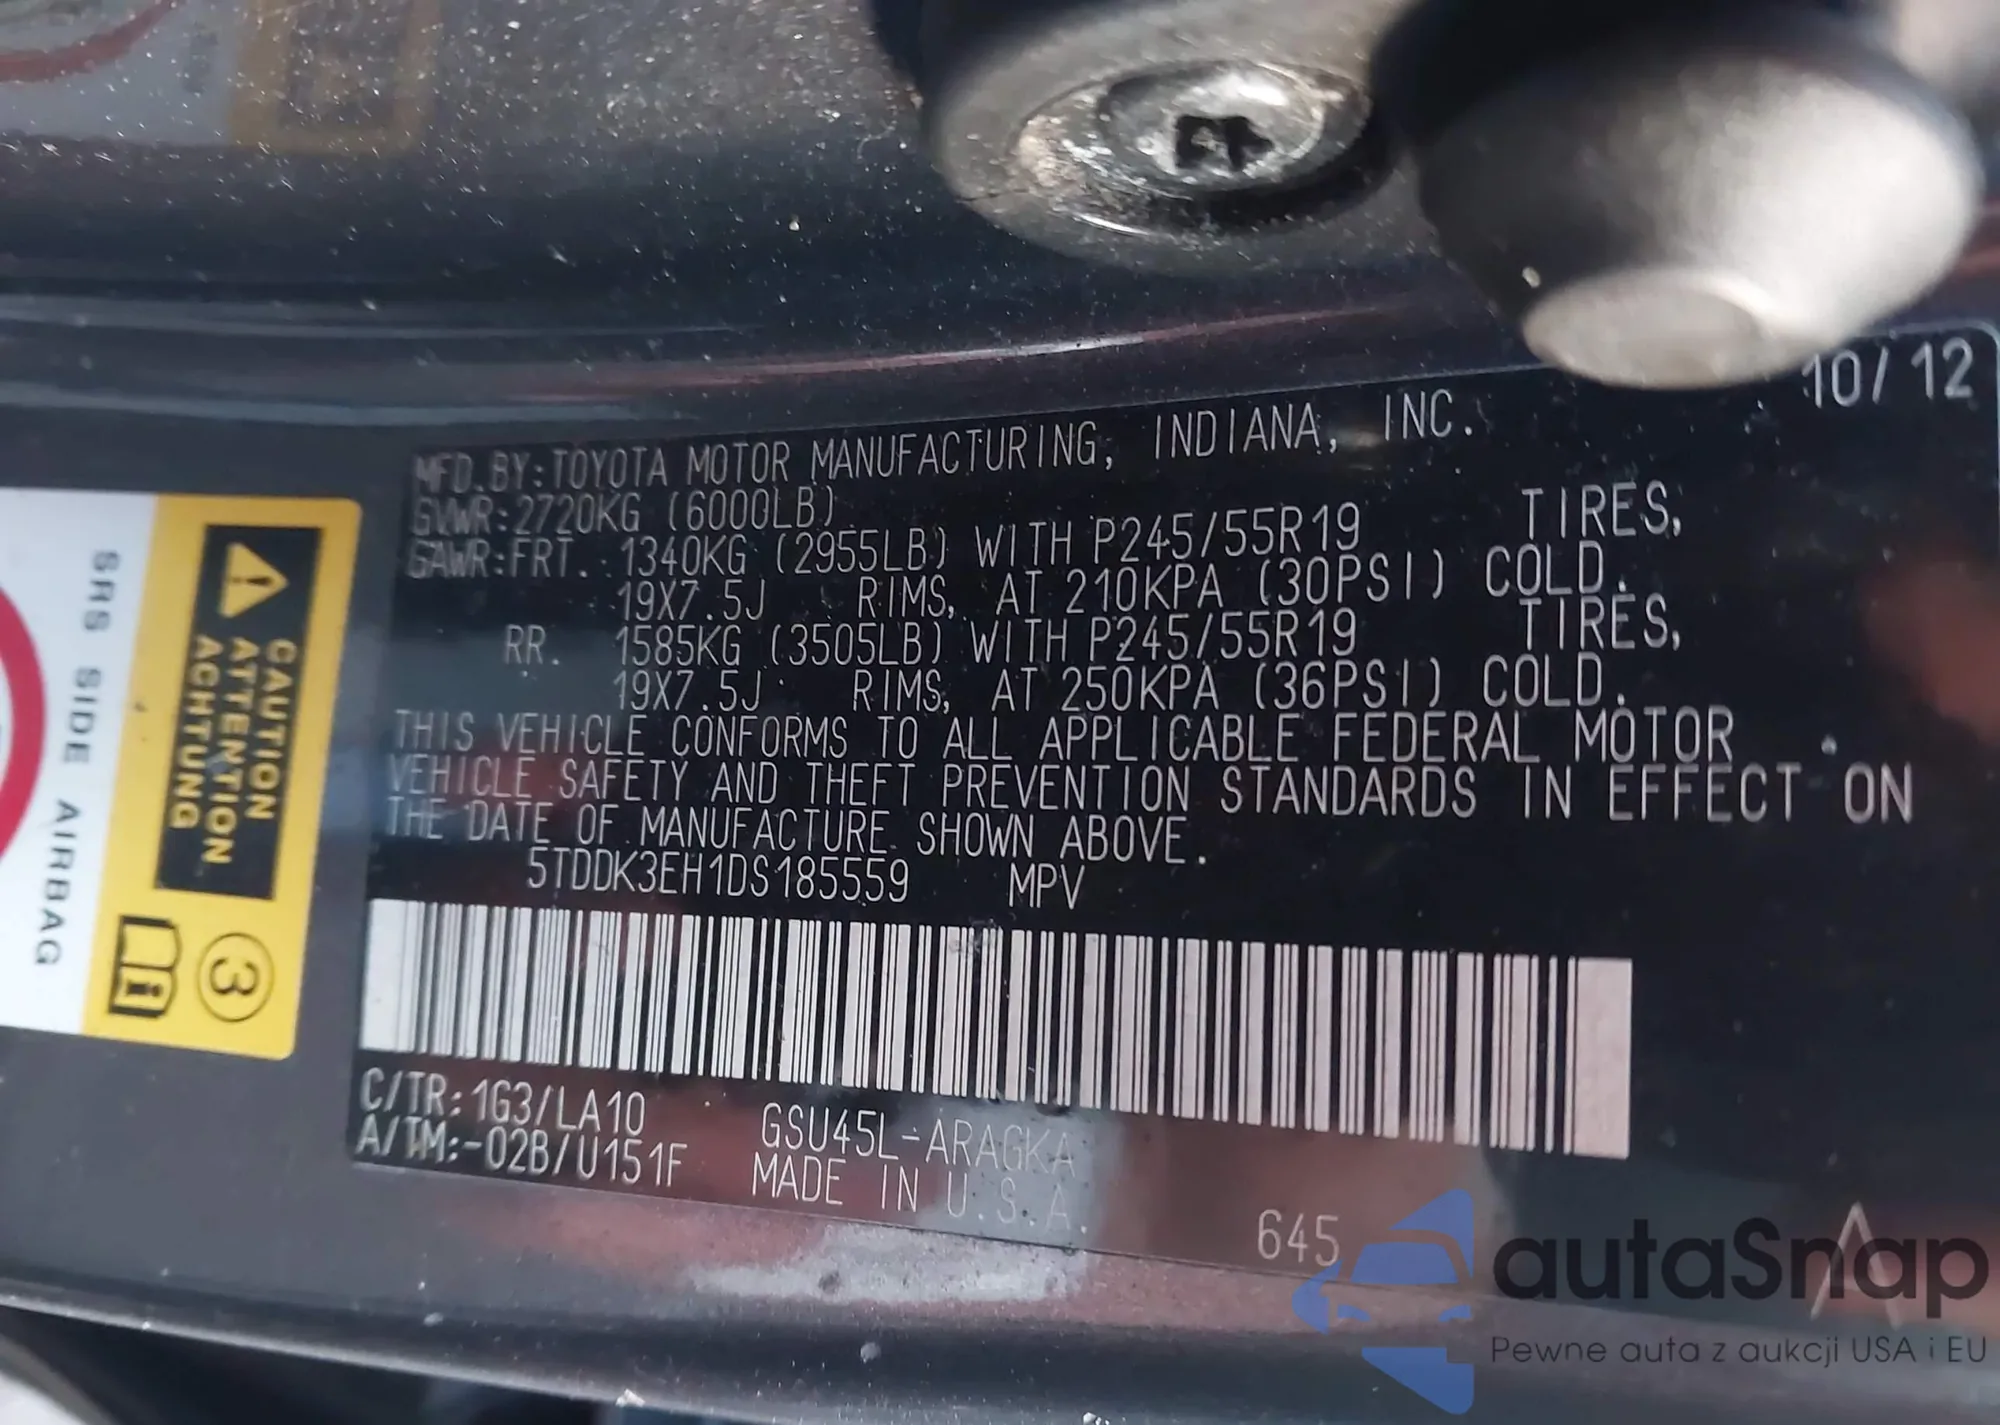 10/12
MFD.BY:TOYOTA MOTOR MANUFACTURING, INDIANA, INC.
GVWR:2720KG (6000LB)
GAWR:FRT. 1340KG (2955LB) WITH P245/55R19 TIRES,
19X7.5J RIMS, AT 210KPA (30PSI) COLD.
RR. 1585KG (3505LB) WITH P245/55R19 TIRES,
19X7.5J RIMS, AT 250KPA (36PSI) COLD.
THIS VEHICLE CONFORMS TO ALL APPLICABLE FEDERAL MOTOR
VEHICLE SAFETY AND THEFT PREVENTION STANDARDS IN EFFECT ON
THE DATE OF MANUFACTURE SHOWN ABOVE.
5TDDK3EH1DS185559 MPV
C/TR:1G3/LA10 GSU45L-ARAGKA
A/TM:-02B/U151F MADE IN U.S.A.
645
CAUTION
ATTENTION
ACHTUNG
3
SRS SIDE AIRBAG
autaSnap
Pewne auta z aukcji USA i EU